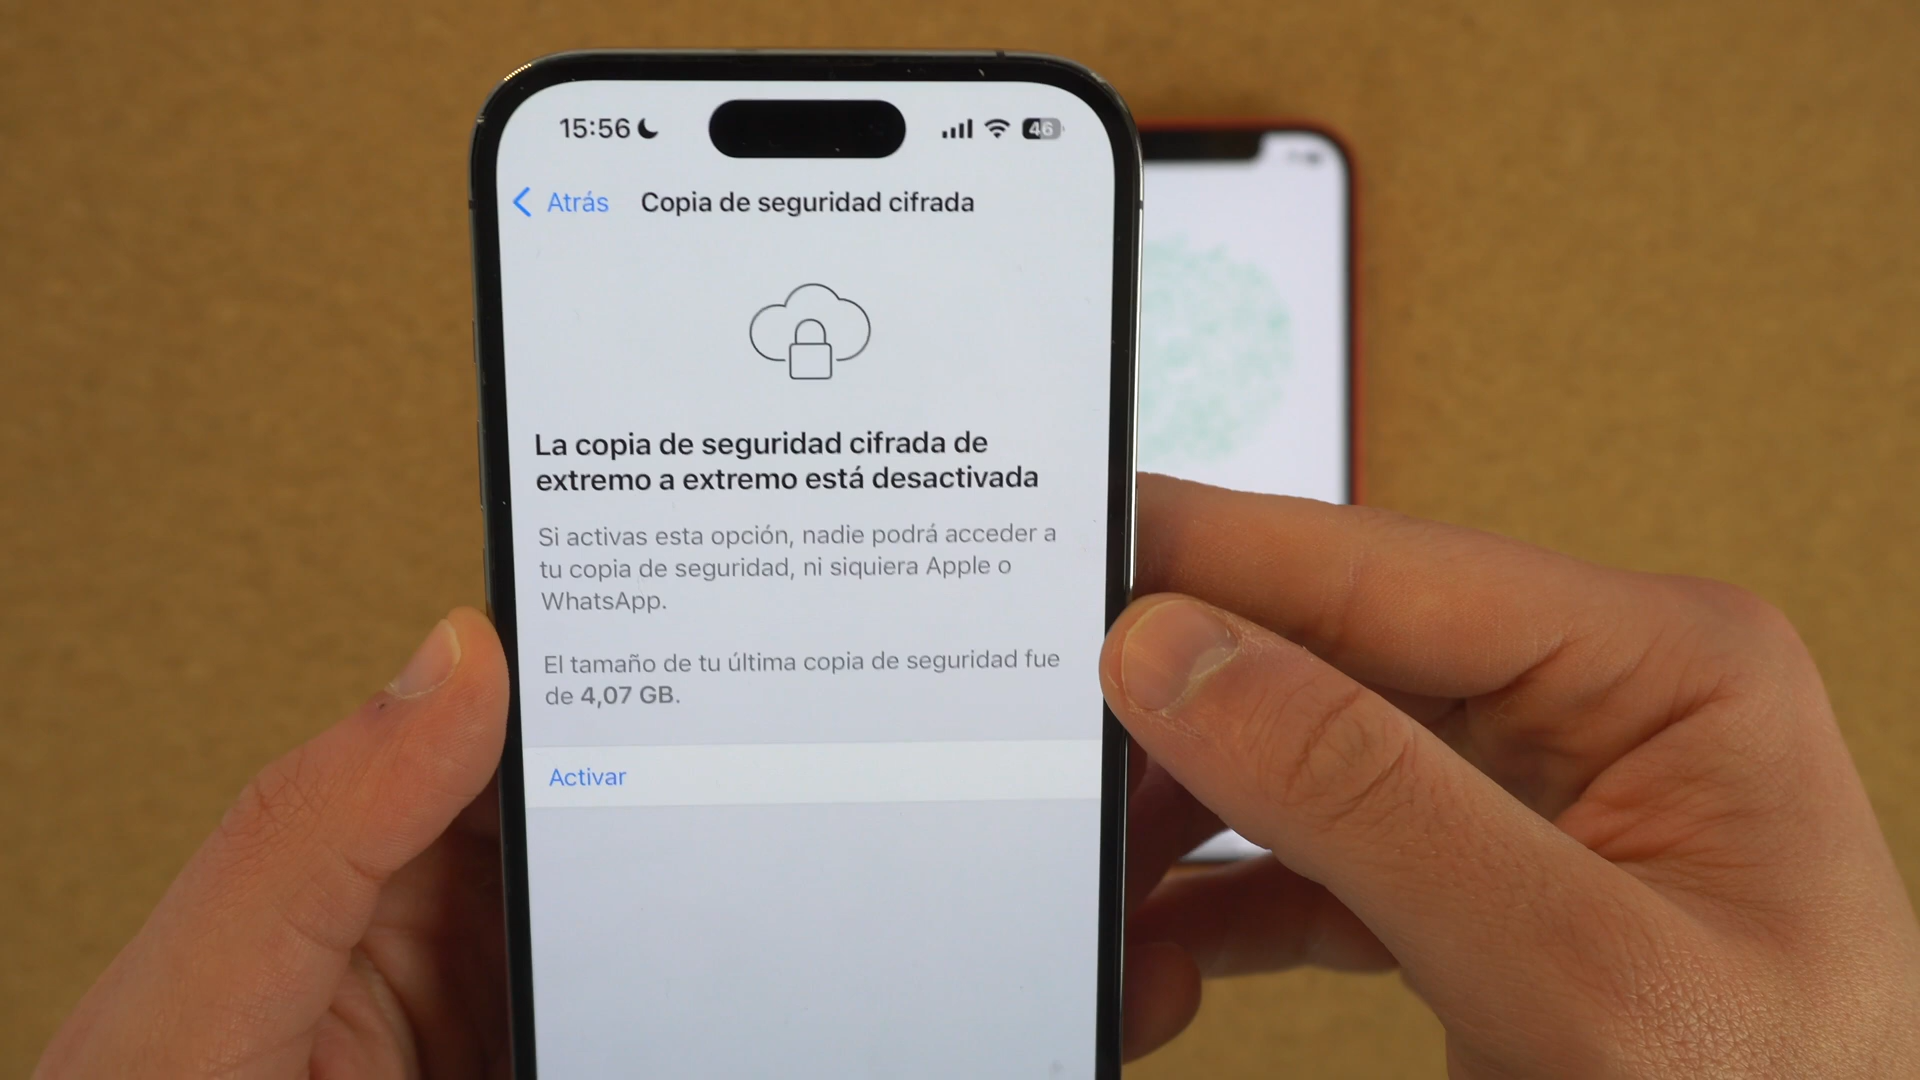 15:56
46
Atrás
Copia de seguridad cifrada
La copia de seguridad cifrada de
extremo a extremo está desactivada
Si activas esta opción, nadie podrá acceder a
tu copia de seguridad, ni siquiera Apple o
WhatsApp.
El tamaño de tu última copia de seguridad fue
de 4,07 GB.
Activar